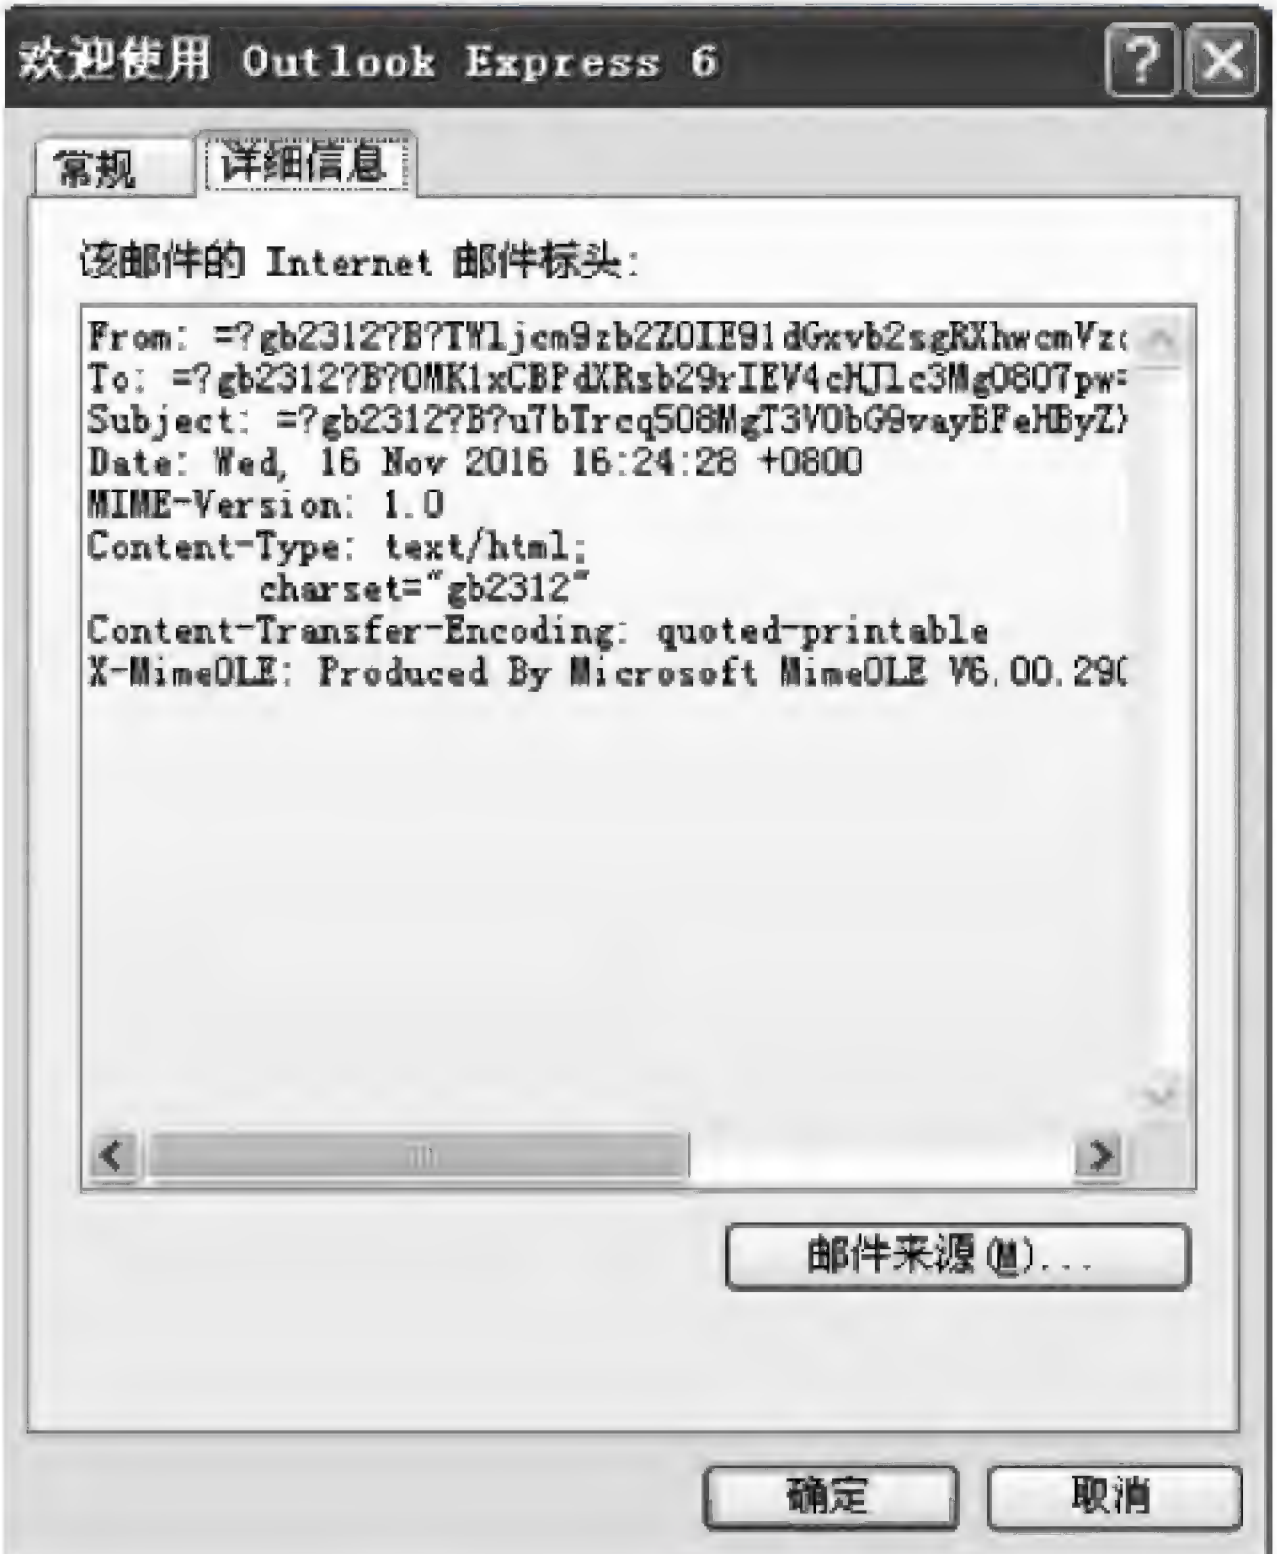 欢迎使用 Outlook Express 6
常规 详细信息
该邮件的 Internet 邮件标头:
From: =?gb2312?B?TWljcm9zb2Z0IE91dGxvb2sgRXhwcmVzc
To: =?gb2312?B?0MK1xCBPdXRsb29rIEV4cHJlc3Mg0807pw=
Subject: =?gb2312?B?u7bTrcq508MgT3V0bG9vayBFeHByZX
Date: Wed, 16 Nov 2016 16:24:28 +0800
MIME-Version: 1.0
Content-Type: text/html;
charset="gb2312"
Content-Transfer-Encoding: quoted-printable
X-MimeOLE: Produced By Microsoft MimeOLE V6.00.290
邮件来源(M)...
确定 取消